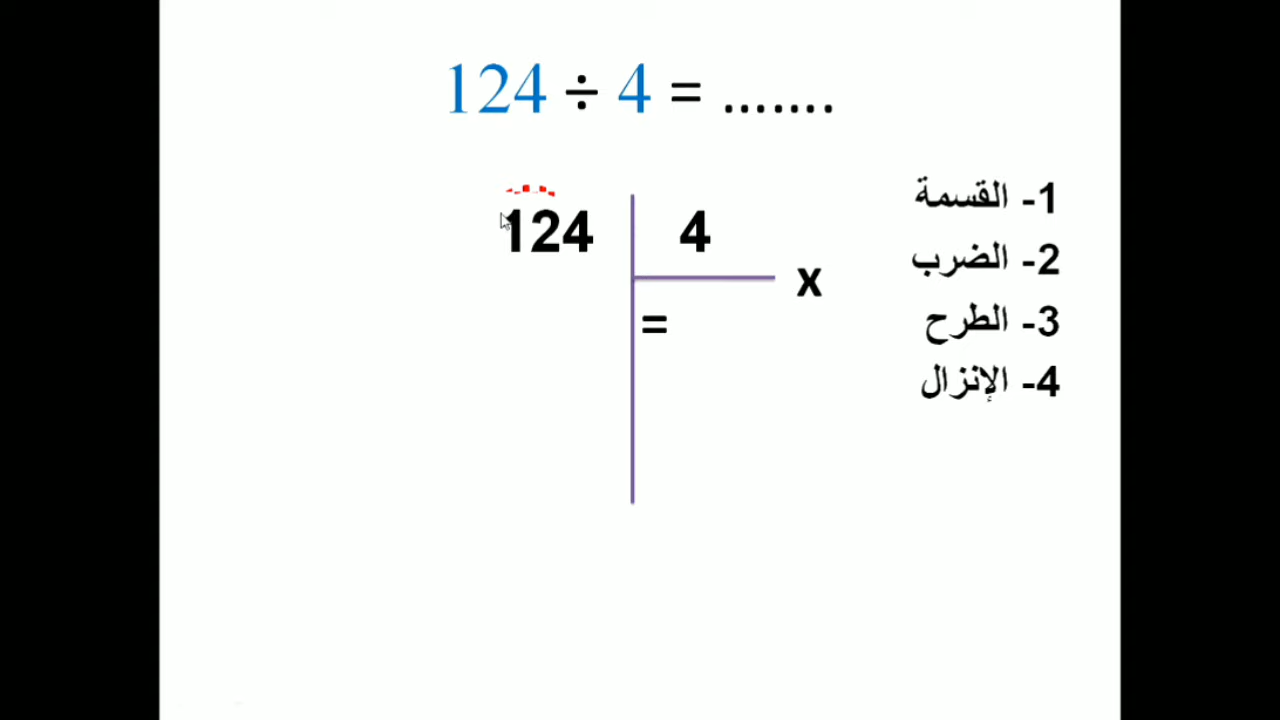 124 ÷ 4 = .......
124 4
x
=
1- القسمة
2- الضرب
3- الطرح
4- الإنزال